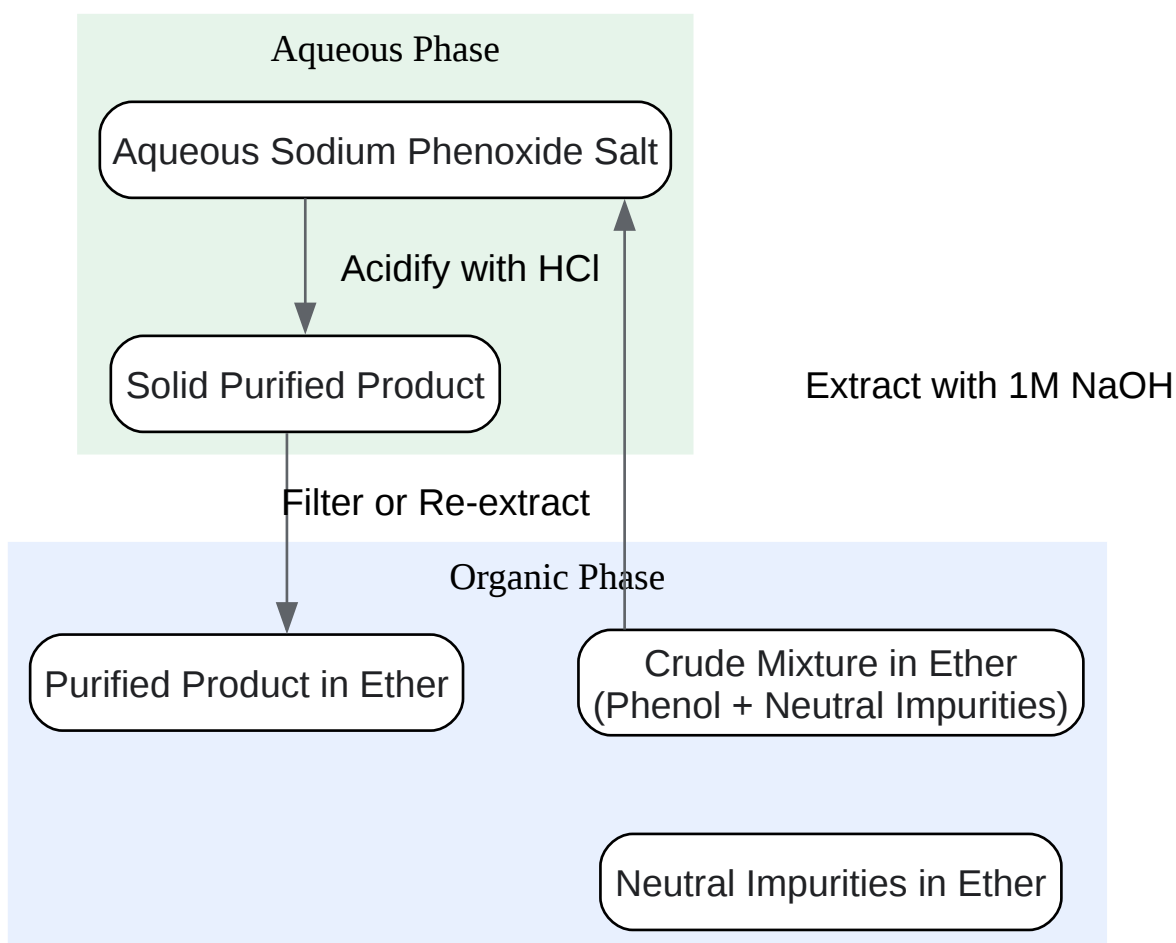 Aqueous Phase
Aqueous Sodium Phenoxide Salt
Acidify with HCl
Solid Purified Product
Extract with 1M NaOH
Filter or Re-extract
Organic Phase
Purified Product in Ether
Crude Mixture in Ether
(Phenol + Neutral Impurities)
Neutral Impurities in Ether